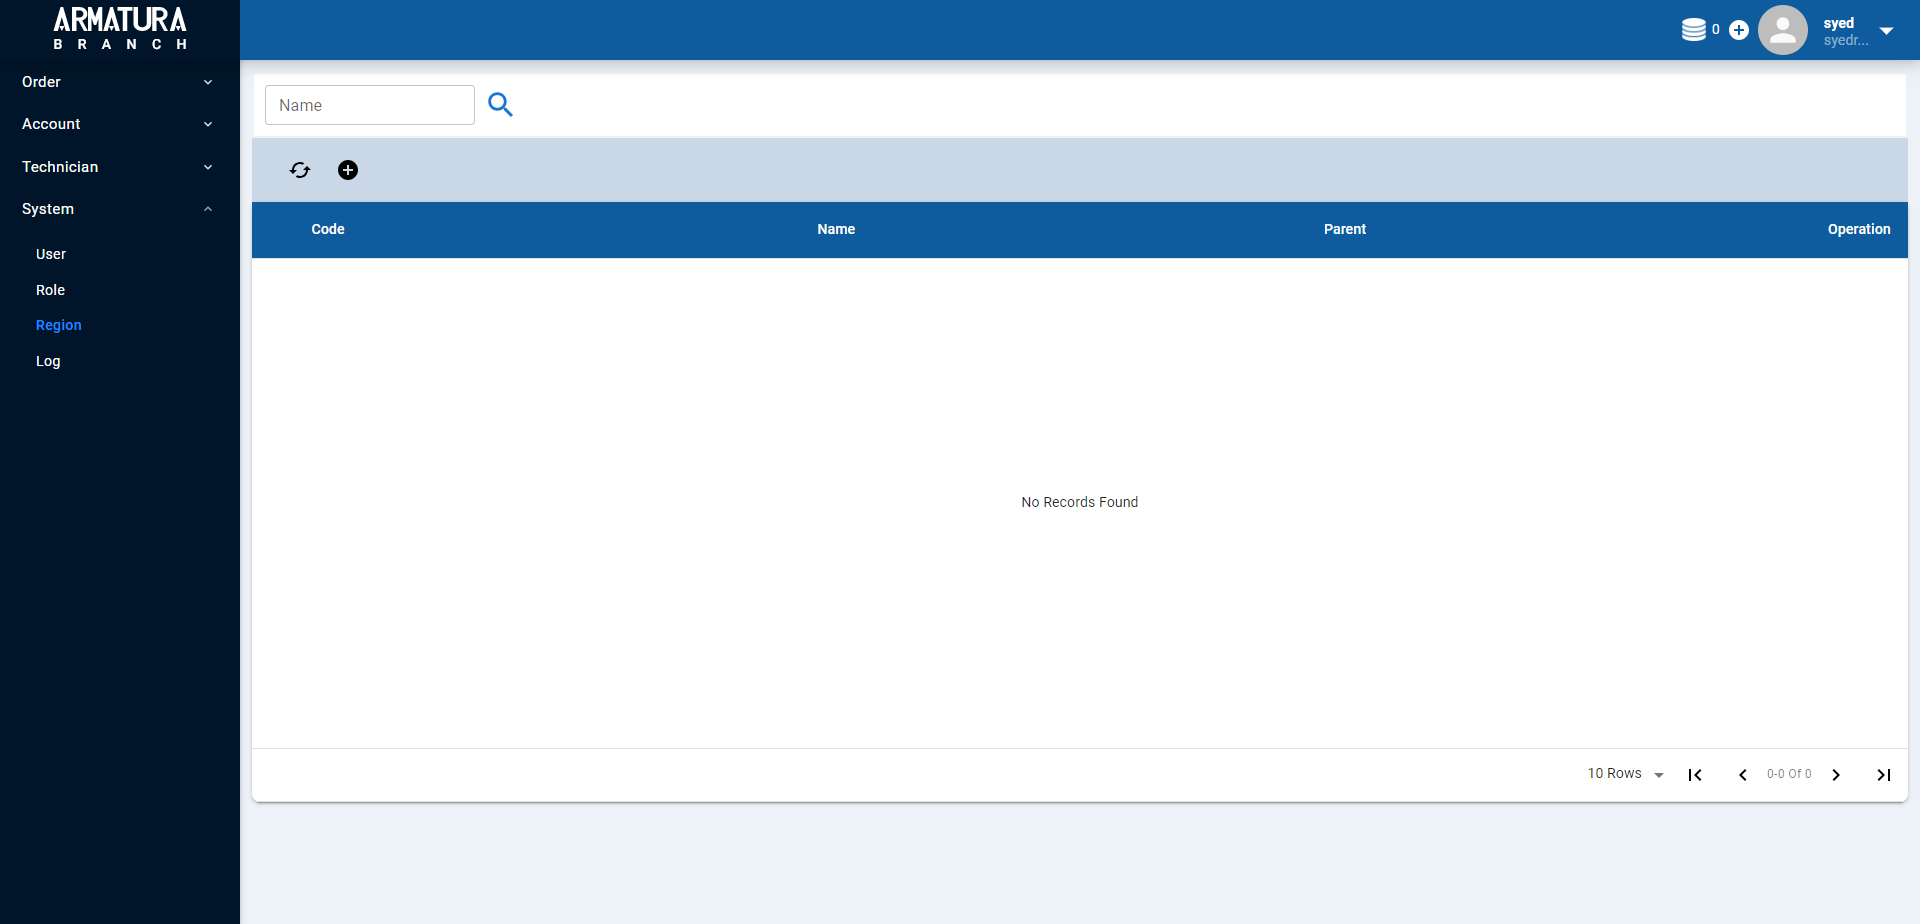 ARMATURA
BRANCH
0
syed
syedr...
Order
Account
Technician
System
User
Role
Region
Log
Name
Code Name Parent Operation
No Records Found
10 Rows 0-0 Of 0